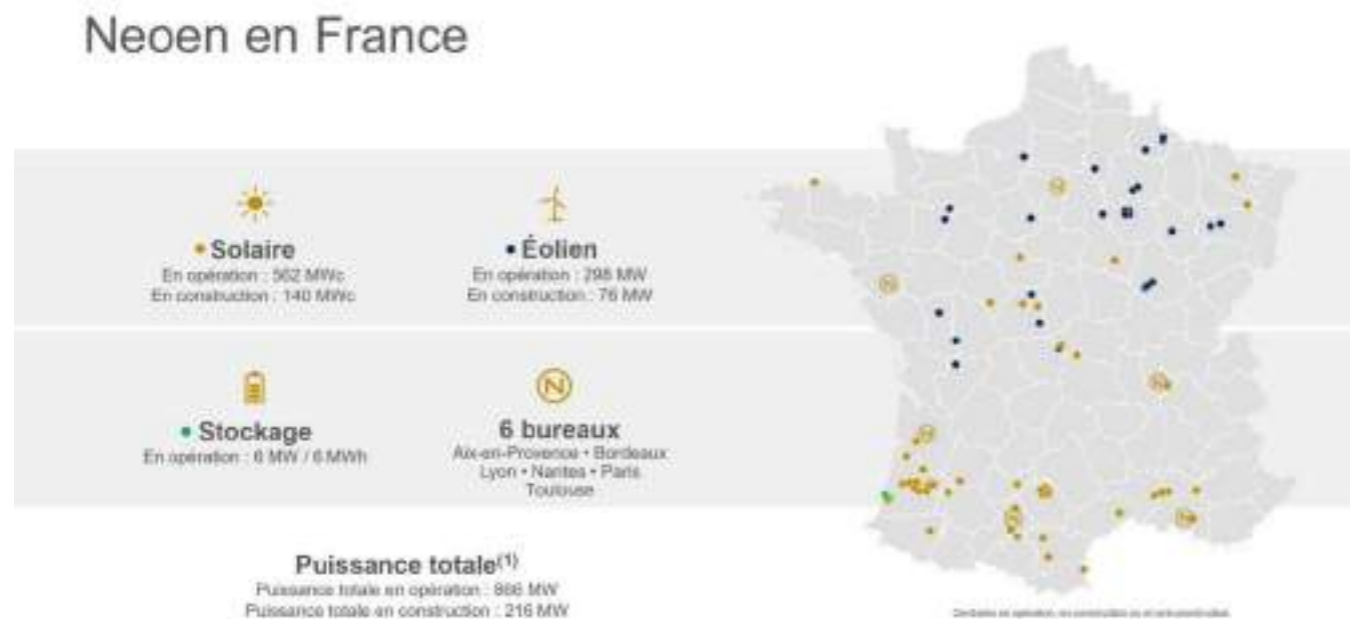 Neoen en France
Solaire
En opération : 562 MWc
En construction : 140 MWc
Éolien
En opération : 298 MW
En construction : 76 MW
Stockage
En opération : 6 MW / 6 MWh
N
6 bureaux
Aix-en-Provence • Bordeaux
Lyon • Nantes • Paris
Toulouse
Puissance totale(1)
Puissance totale en opération : 866 MW
Puissance totale en construction : 216 MW